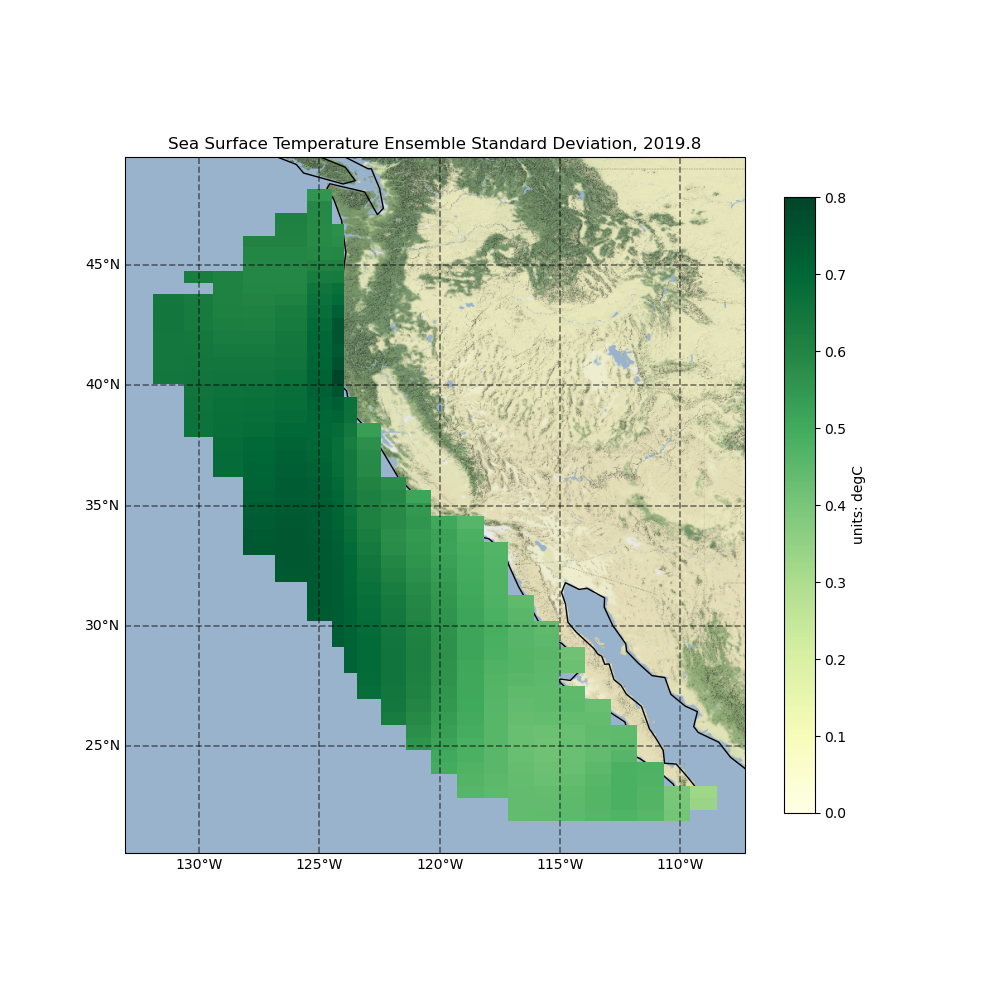 Sea Surface Temperature Ensemble Standard Deviation, 2019.8
45°N
40°N
35°N
30°N
25°N
130°W 125°W 120°W 115°W 110°W
0.8
0.7
0.6
0.5
0.4
0.3
0.2
0.1
0.0
units: degC